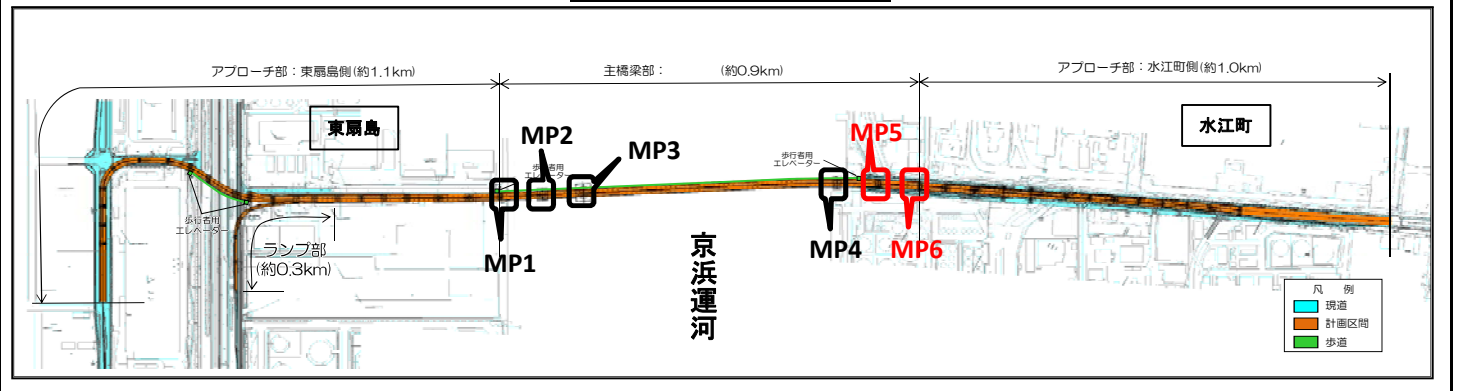 アプローチ部：東扇島側(約1.1km)
主橋梁部：　　　(約0.9km)
アプローチ部：水江町側(約1.0km)
東扇島
水江町
MP2
MP3
MP5
歩行者用
エレベーター
歩行者用
エレベーター
歩行者用
エレベーター
ランプ部
(約0.3km)
MP1
MP4
MP6
京浜運河
凡　例
現道
計画区間
歩道